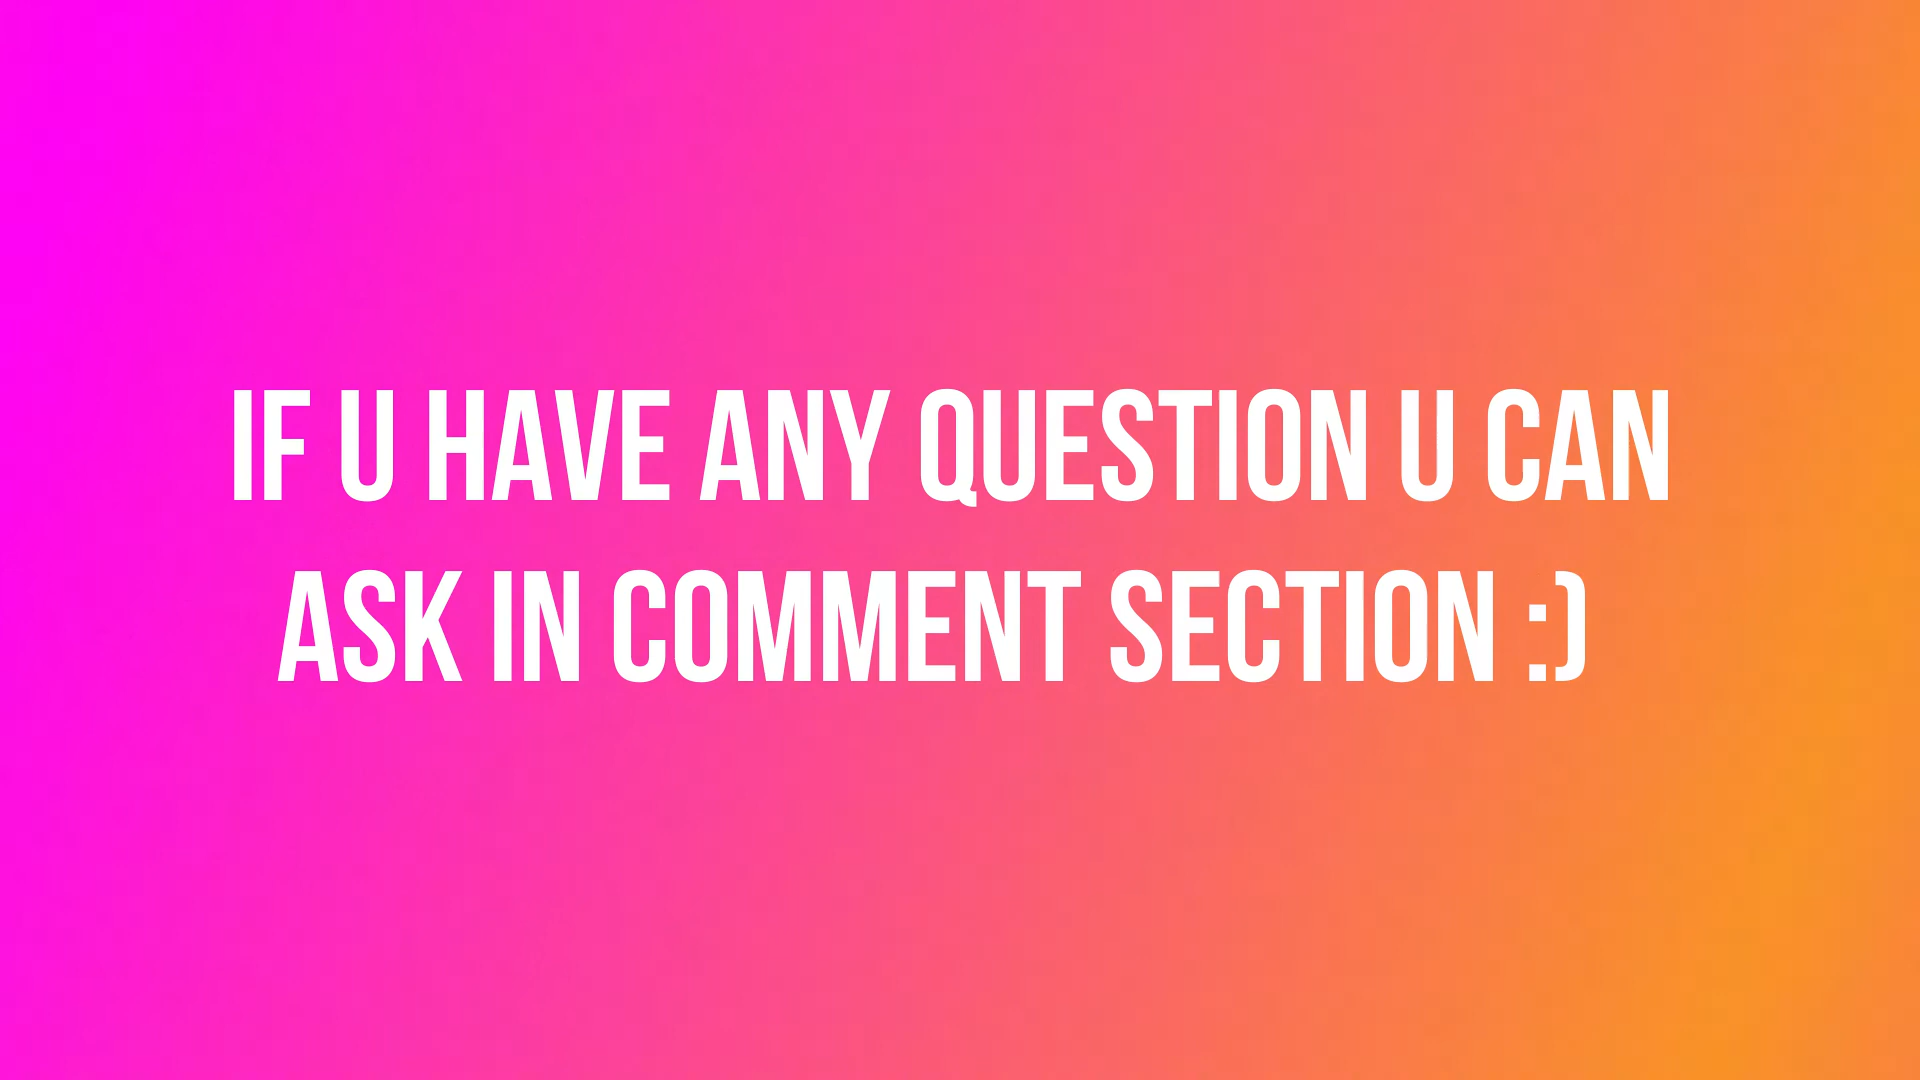 IF U HAVE ANY QUESTION U CAN
ASK IN COMMENT SECTION :)